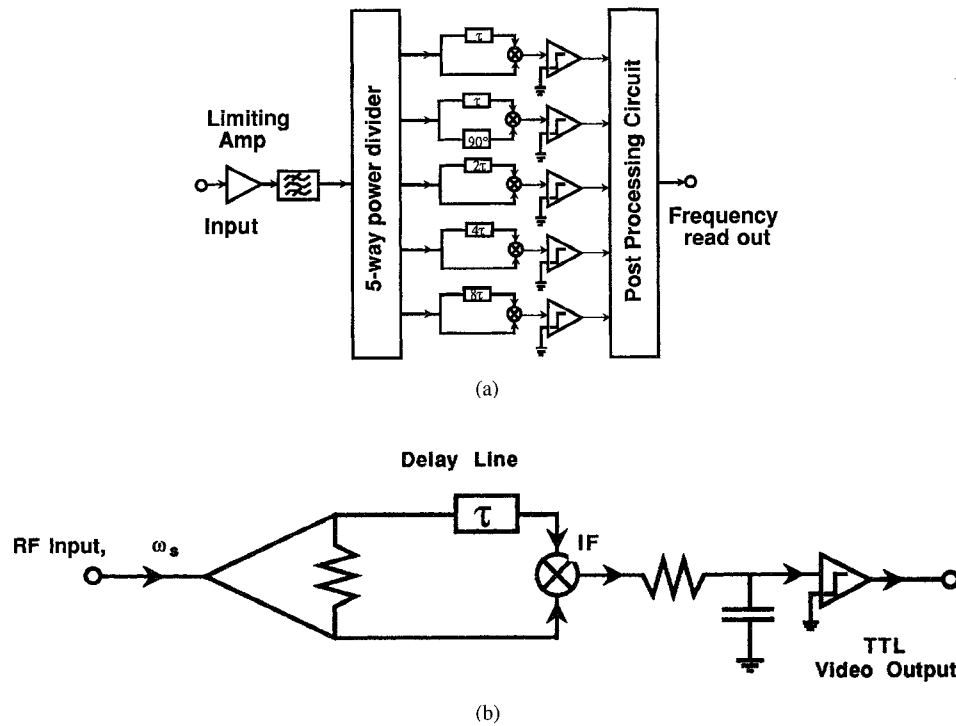 τ
Limiting
Amp
τ
90°
Input
5-way power divider
2τ
4τ
8τ
Post Processing Circuit
Frequency
read out
(a)
Delay Line
τ
RF Input, ωs
IF
TTL
Video Output
(b)